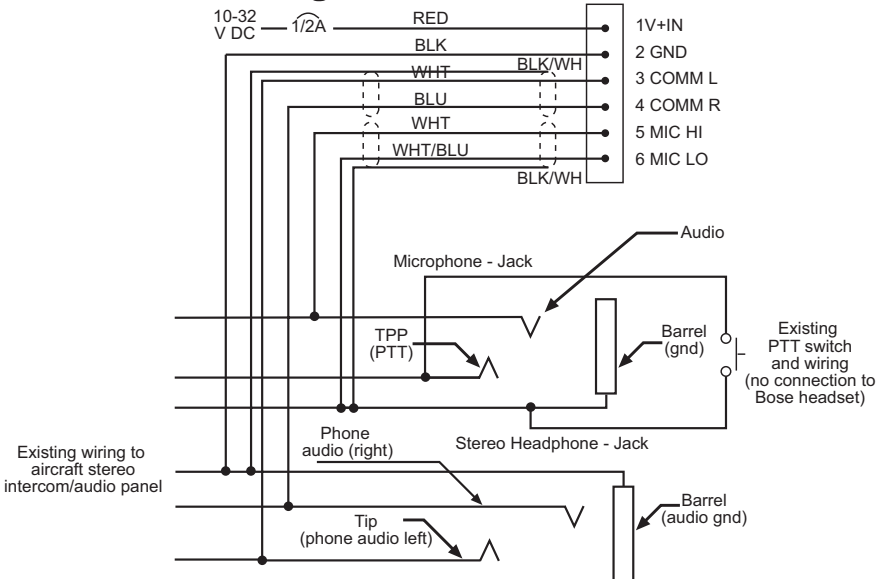 10-32
V DC
1/2A
RED
1V+IN
BLK
2 GND
BLK/WH
WHT
3 COMM L
BLU
4 COMM R
WHT
5 MIC HI
WHT/BLU
6 MIC LO
BLK/WH
Audio
Microphone - Jack
TPP
(PTT)
Barrel
(gnd)
Existing
PTT switch
and wiring
(no connection to
Bose headset)
Phone
audio (right)
Stereo Headphone - Jack
Existing wiring to
aircraft stereo
intercom/audio panel
Tip
(phone audio left)
Barrel
(audio gnd)